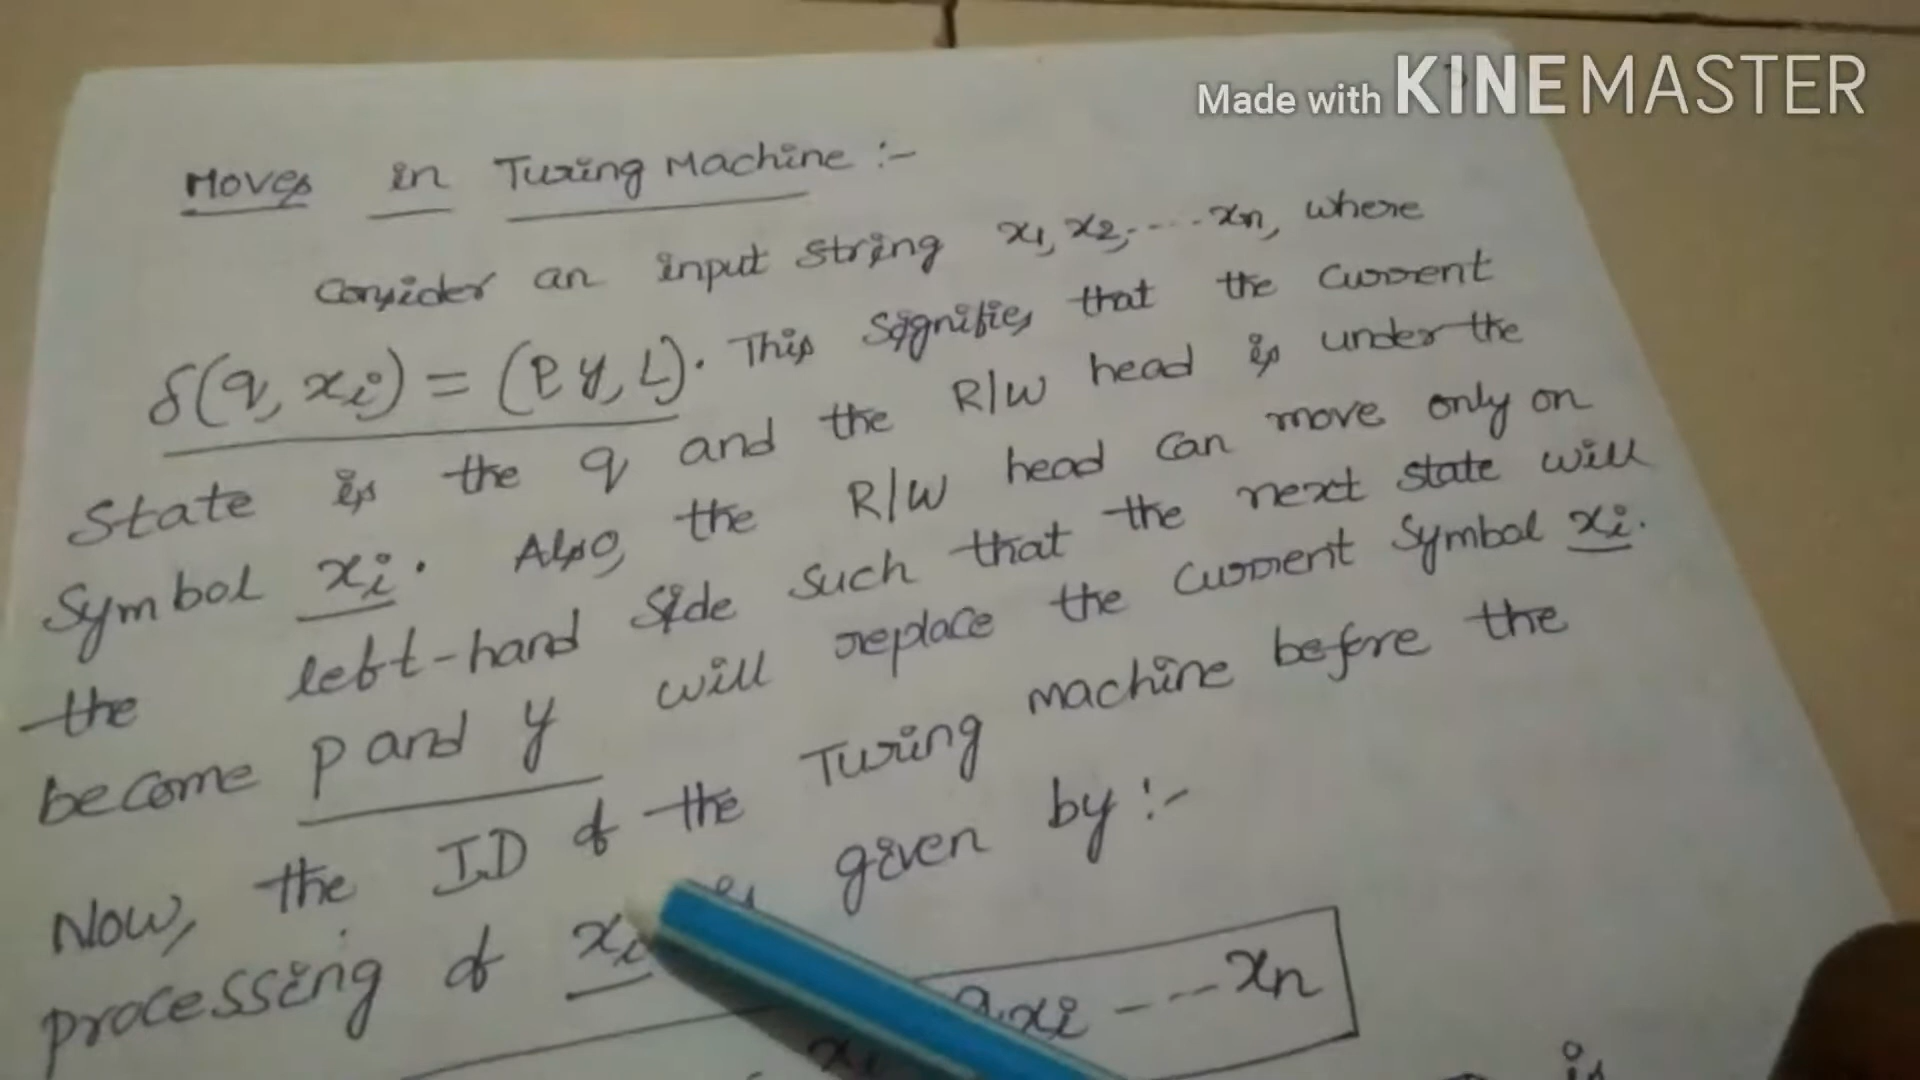 Made with KINEMASTER
Moves in Turing Machine :-
Consider an input string x1, x2, ---- xn, where
δ(q, xi) = (P, y, L). This signifies that the current
State is the q and the R/W head is under the
Symbol xi. Also, the R/W head can move only on
the left-hand side such that the next state will
become p and y will replace the current symbol xi.
Now, the ID of the Turing machine before the
processing of xi is given by :-
xi --- xn
is